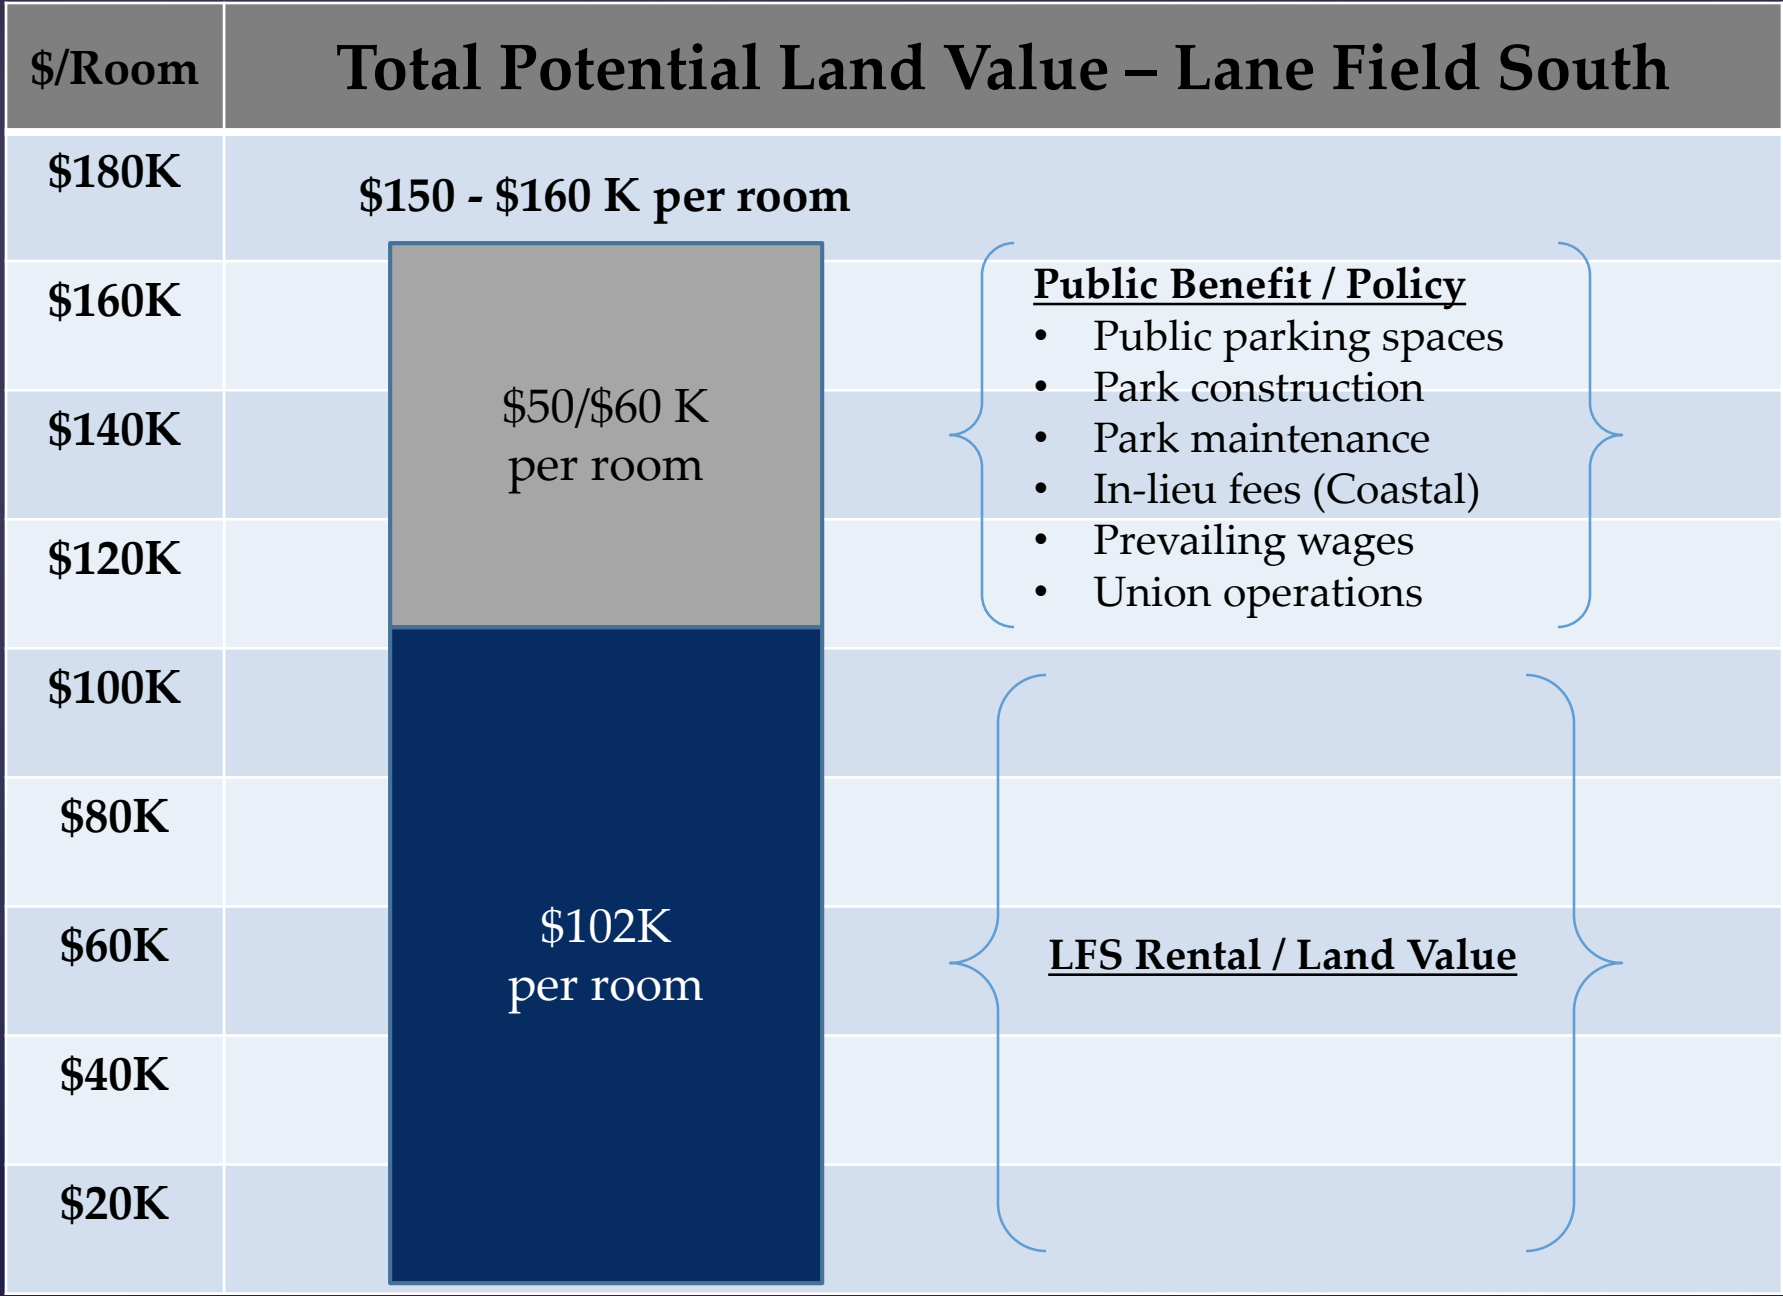 $/Room
Total Potential Land Value – Lane Field South
$180K
$150 - $160 K per room
$160K
$140K
$120K
$100K
$80K
$60K
$40K
$20K
$50/$60 K
per room
$102K
per room
Public Benefit / Policy
• Public parking spaces
• Park construction
• Park maintenance
• In-lieu fees (Coastal)
• Prevailing wages
• Union operations
LFS Rental / Land Value